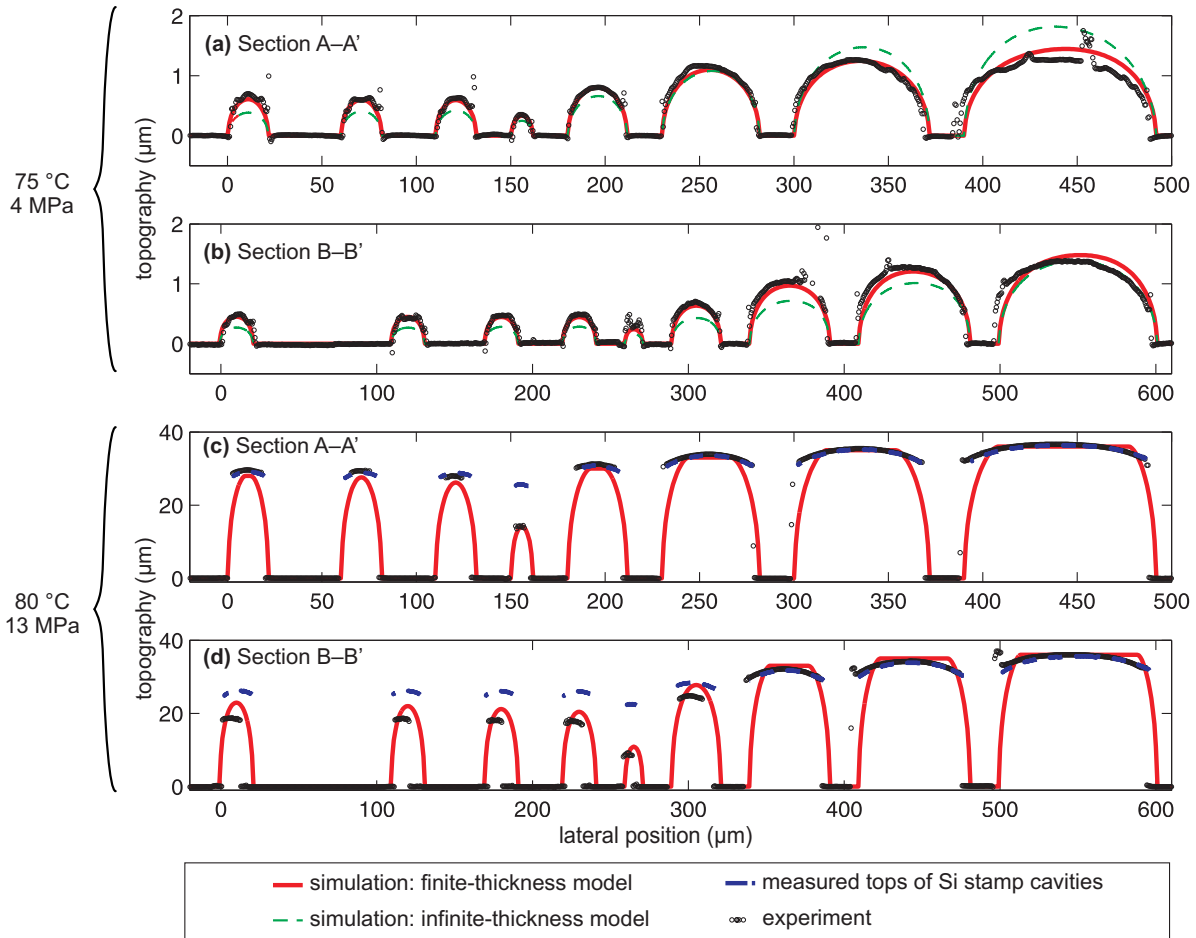 75 °C
4 MPa
80 °C
13 MPa
topography (µm)
(a) Section A–A’
2
1
0
0 50 100 150 200 250 300 350 400 450 500
(b) Section B–B’
2
1
0
0 100 200 300 400 500 600
topography (µm)
(c) Section A–A’
40
20
0
0 50 100 150 200 250 300 350 400 450 500
(d) Section B–B’
40
20
0
0 100 200 300 400 500 600
lateral position (µm)
simulation: finite-thickness model
simulation: infinite-thickness model
measured tops of Si stamp cavities
experiment